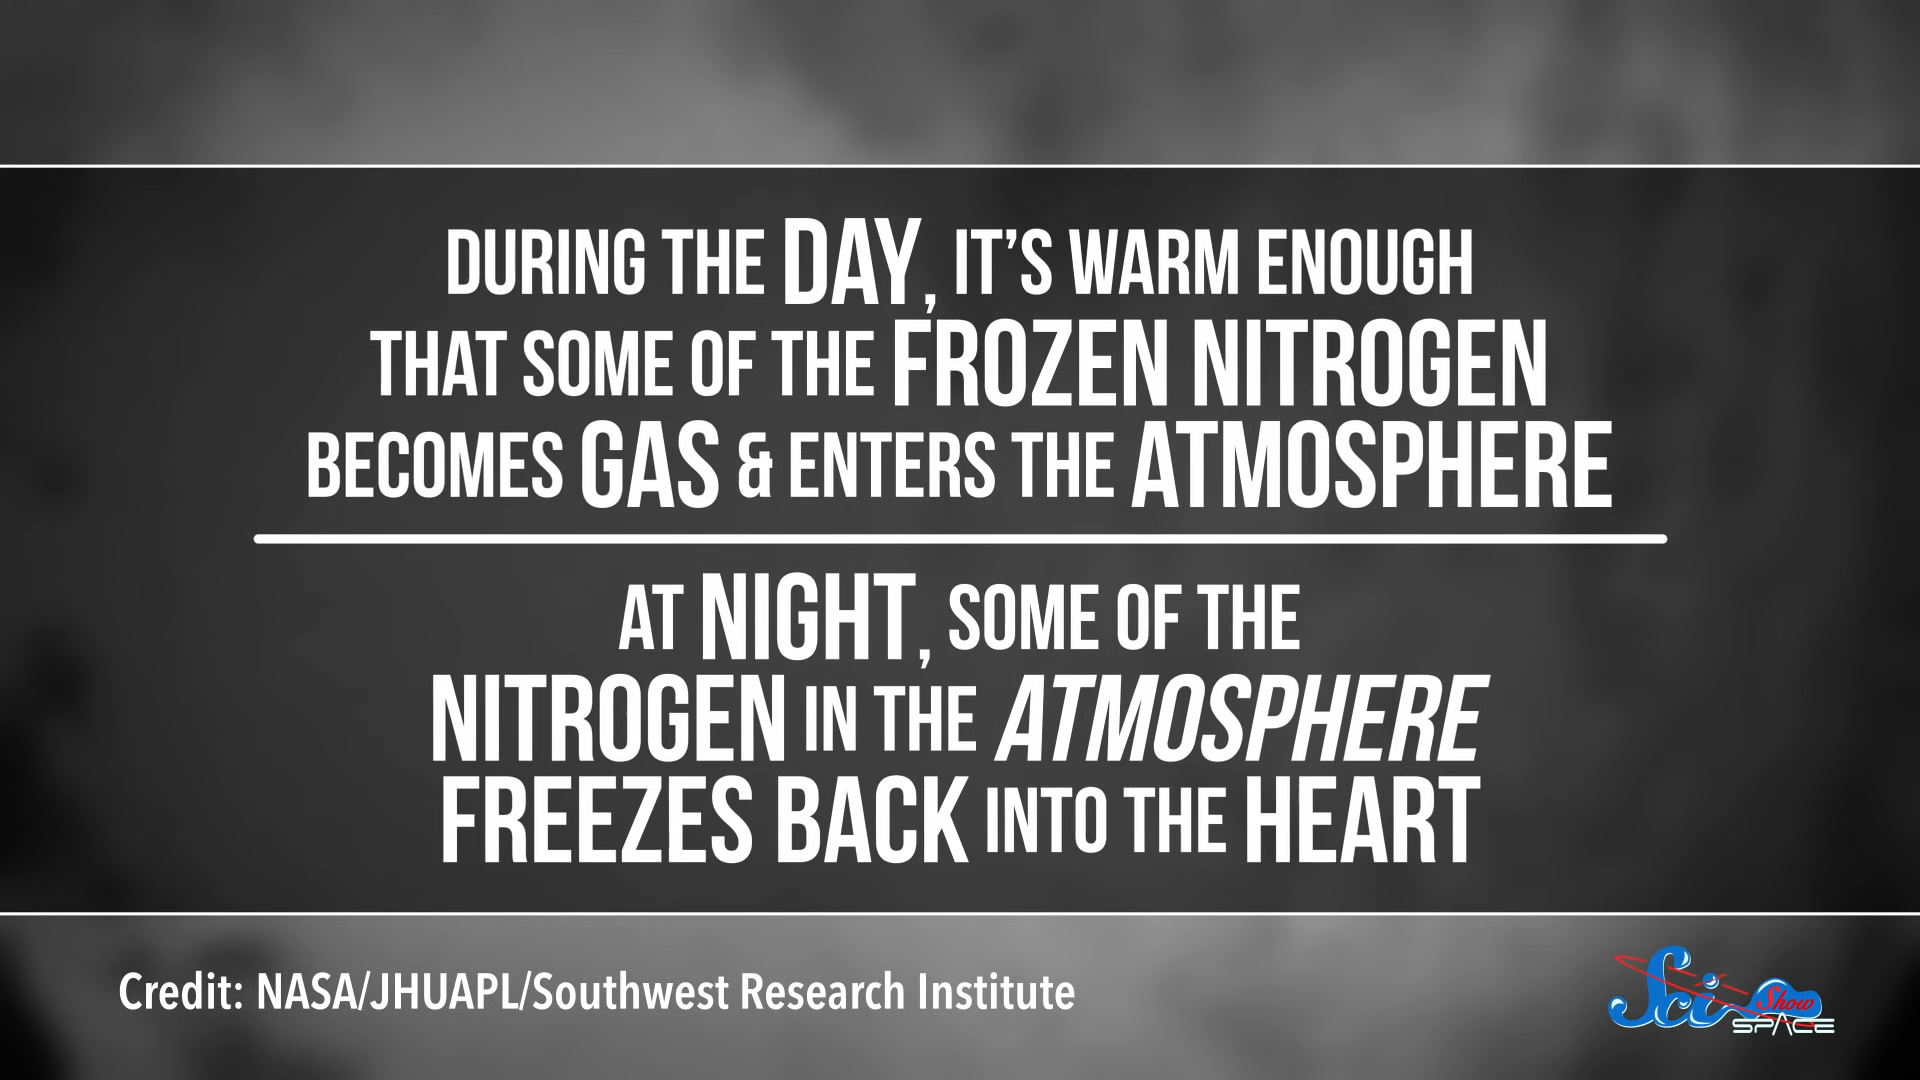 DURING THE DAY, IT'S WARM ENOUGH
THAT SOME OF THE FROZEN NITROGEN
BECOMES GAS & ENTERS THE ATMOSPHERE
AT NIGHT, SOME OF THE
NITROGEN IN THE ATMOSPHERE
FREEZES BACK INTO THE HEART
Credit: NASA/JHUAPL/Southwest Research Institute
Sci Show
SPACE